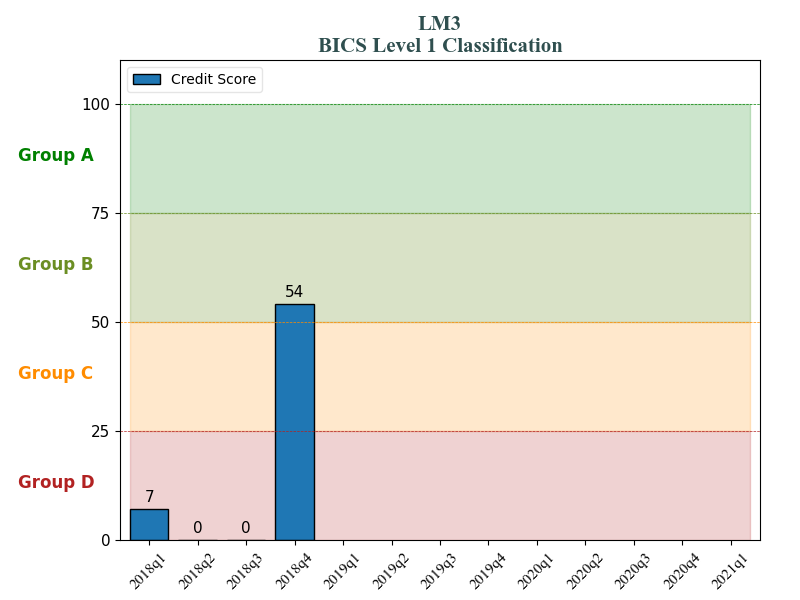 LM3
BICS Level 1 Classification
Credit Score
100
Group A
75
Group B
54
50
Group C
25
Group D
7
0
0
0
2018q1
2018q2
2018q3
2018q4
2019q1
2019q2
2019q3
2019q4
2020q1
2020q2
2020q3
2020q4
2021q1